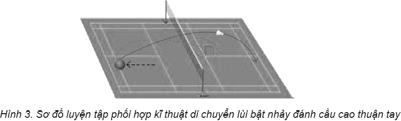 Hình 3. Sơ đồ luyện tập phối hợp kĩ thuật di chuyển lùi bật nhảy đánh cầu cao thuận tay